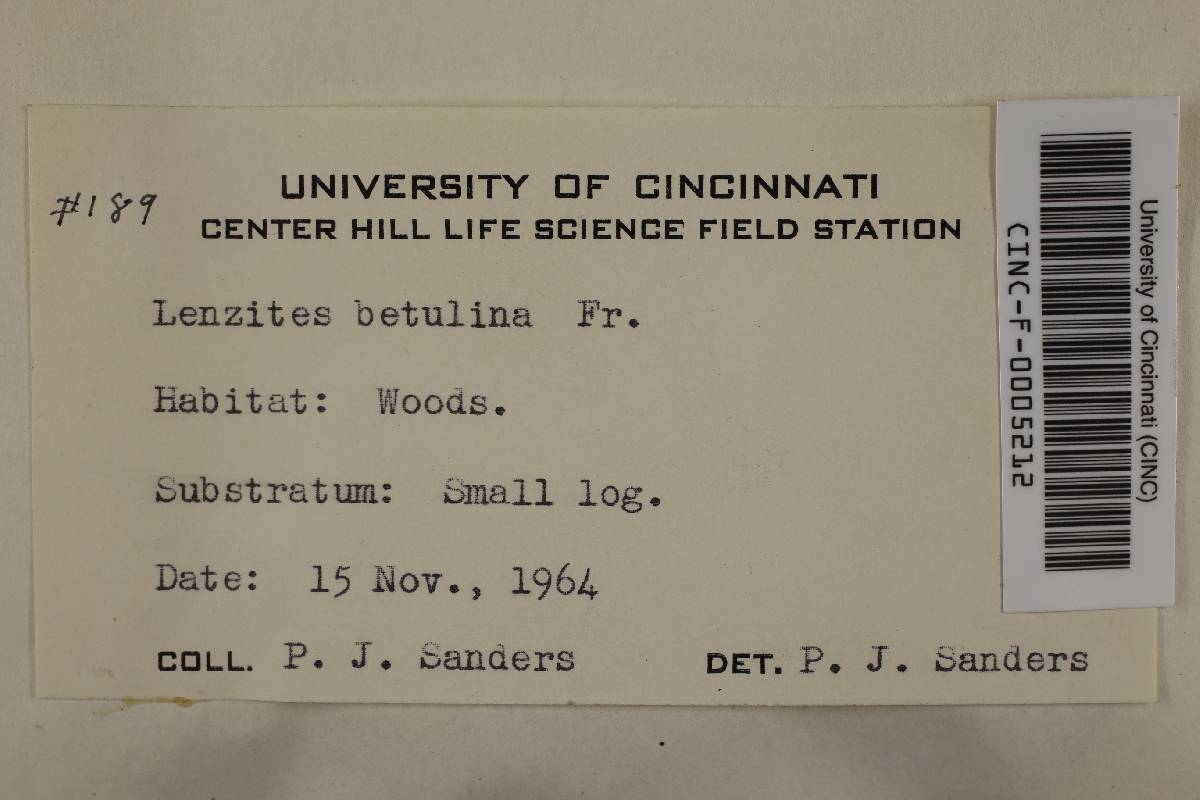 #189
UNIVERSITY OF CINCINNATI
CENTER HILL LIFE SCIENCE FIELD STATION
Lenzites betulina Fr.
Habitat: Woods.
Substratum: Small log.
Date: 15 Nov., 1964
COLL. P. J. Sanders DET. P. J. Sanders
University of Cincinnati (CINC)
CINC-F-0005212